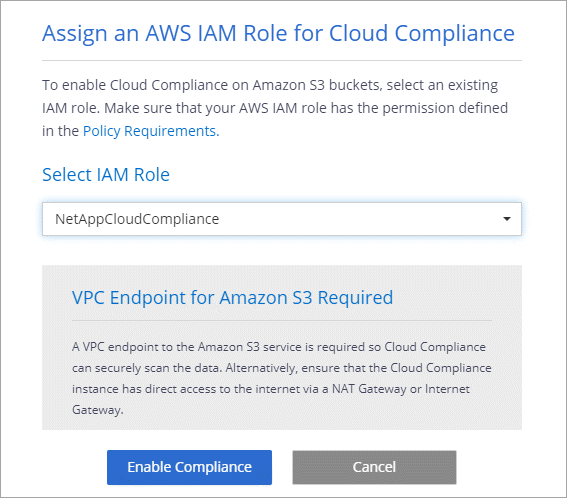 Assign an AWS IAM Role for Cloud Compliance
To enable Cloud Compliance on Amazon S3 buckets, select an existing
IAM role. Make sure that your AWS IAM role has the permission defined
in the Policy Requirements.
Select IAM Role
NetAppCloudCompliance
VPC Endpoint for Amazon S3 Required
A VPC endpoint to the Amazon S3 service is required so Cloud Compliance
can securely scan the data. Alternatively, ensure that the Cloud Compliance
instance has direct access to the internet via a NAT Gateway or Internet
Gateway.
Enable Compliance
Cancel